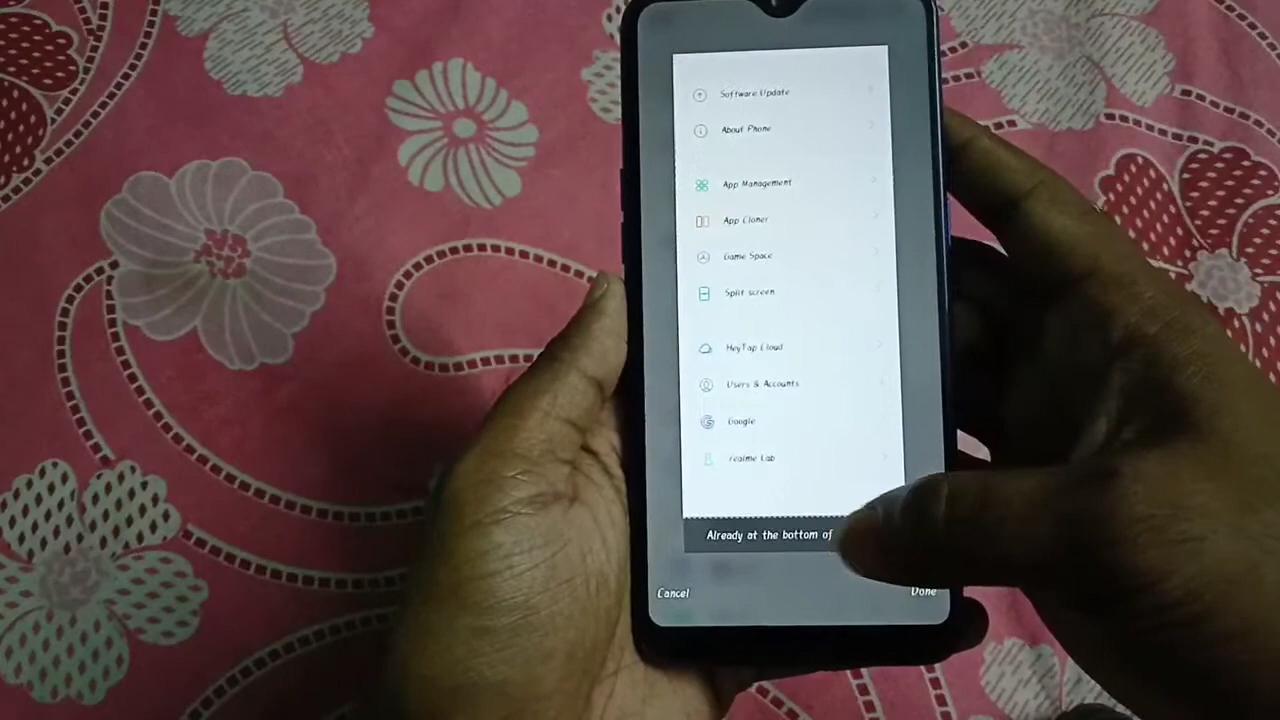 Software Update
About Phone
App Management
App Cloner
Game Space
Split screen
HeyTap Cloud
Users & Accounts
Google
realme Lab
Already at the bottom of
Cancel
Done